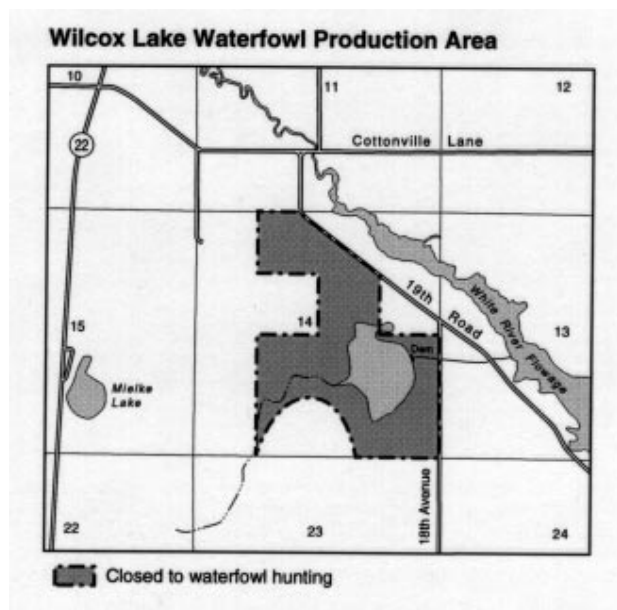 Wilcox Lake Waterfowl Production Area
10
11
12
22
Cottonville Lane
15
14
19th Road
White River Flowage
13
Dam
Mielke
Lake
22
23
18th Avenue
24
Closed to waterfowl hunting